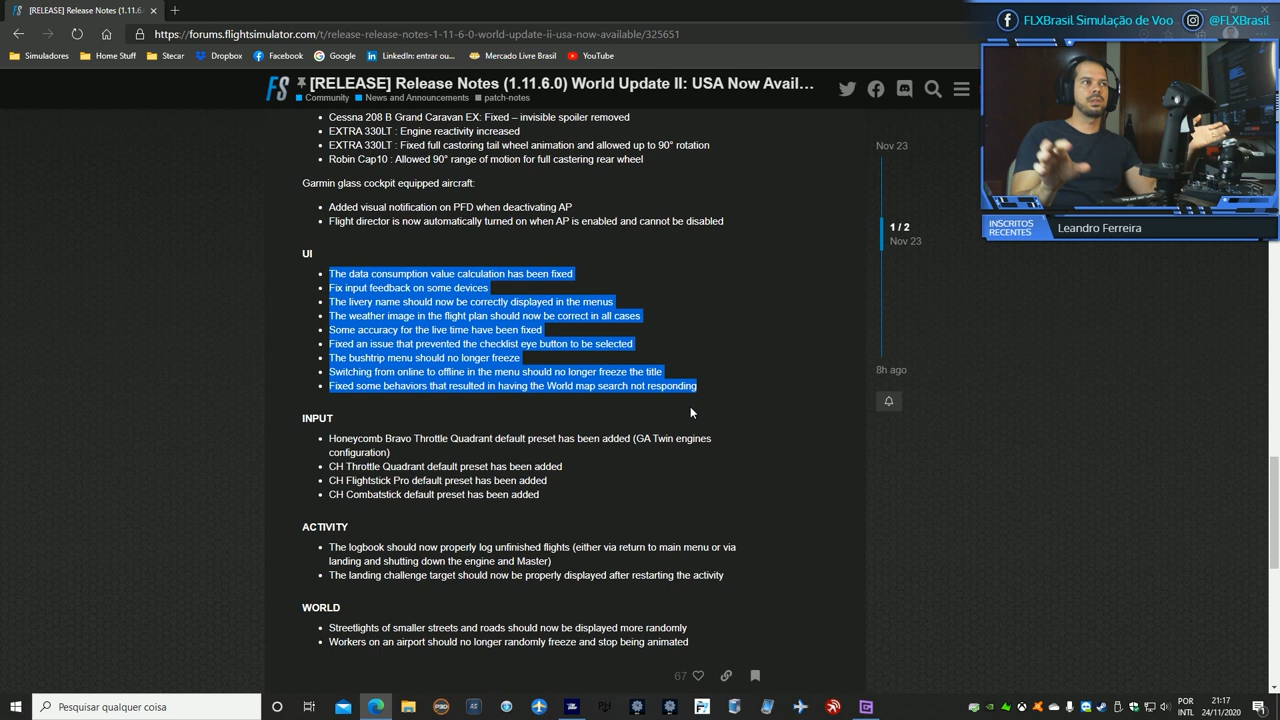 [RELEASE] Release Notes (1.11.6.
https://forums.flightsimulator.com/t/release-release-notes-1-11-6-0-world-update-ii-usa-now-available/325651
Simuladores
Home Stuff
Stecar
Dropbox
Facebook
Google
LinkedIn: entrar ou...
Mercado Livre Brasil
YouTube
FLXBrasil Simulação de Voo
@FLXBrasil
FS
[RELEASE] Release Notes (1.11.6.0) World Update II: USA Now Avail...
Community
News and Announcements
patch-notes
Cessna 208 B Grand Caravan EX: Fixed – invisible spoiler removed
EXTRA 330LT : Engine reactivity increased
EXTRA 330LT : Fixed full castoring tail wheel animation and allowed up to 90° rotation
Robin Cap10 : Allowed 90° range of motion for full castering rear wheel
Garmin glass cockpit equipped aircraft:
Added visual notification on PFD when deactivating AP
Flight director is now automatically turned on when AP is enabled and cannot be disabled
UI
The data consumption value calculation has been fixed
Fix input feedback on some devices
The livery name should now be correctly displayed in the menus
The weather image in the flight plan should now be correct in all cases
Some accuracy for the live time have been fixed
Fixed an issue that prevented the checklist eye button to be selected
The bushtrip menu should no longer freeze
Switching from online to offline in the menu should no longer freeze the title
Fixed some behaviors that resulted in having the World map search not responding
INPUT
Honeycomb Bravo Throttle Quadrant default preset has been added (GA Twin engines
configuration)
CH Throttle Quadrant default preset has been added
CH Flightstick Pro default preset has been added
CH Combatstick default preset has been added
ACTIVITY
The logbook should now properly log unfinished flights (either via return to main menu or via
landing and shutting down the engine and Master)
The landing challenge target should now be properly displayed after restarting the activity
WORLD
Streetlights of smaller streets and roads should now be displayed more randomly
Workers on an airport should no longer randomly freeze and stop being animated
67
Nov 23
1 / 2
Nov 23
8h ago
INSCRITOS
RECENTES
Leandro Ferreira
Pesquisar qualquer coisa
P3D
POR
INTL
21:17
24/11/2020